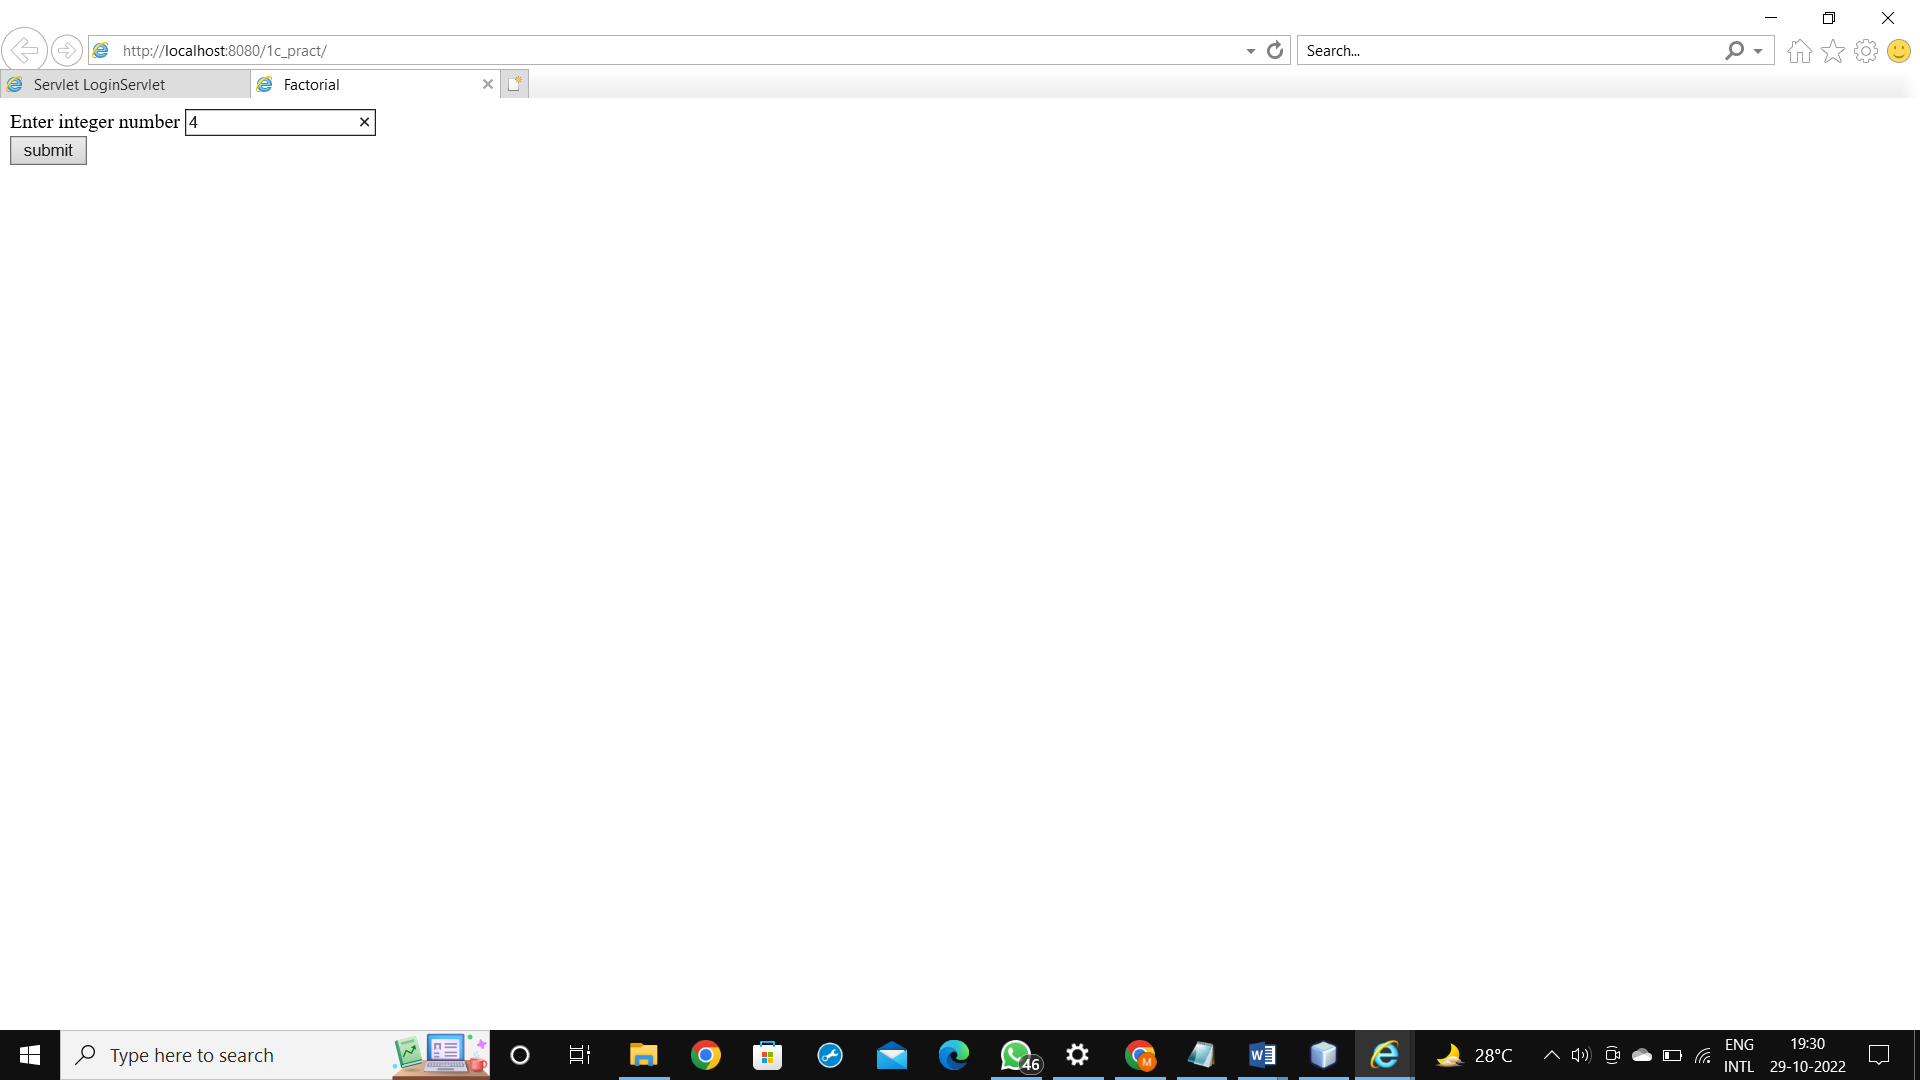 http://localhost:8080/1c_pract/
Search...
Servlet LoginServlet
Factorial
Enter integer number 4
submit
Type here to search
46
M
28°C
ENG
INTL
19:30
29-10-2022